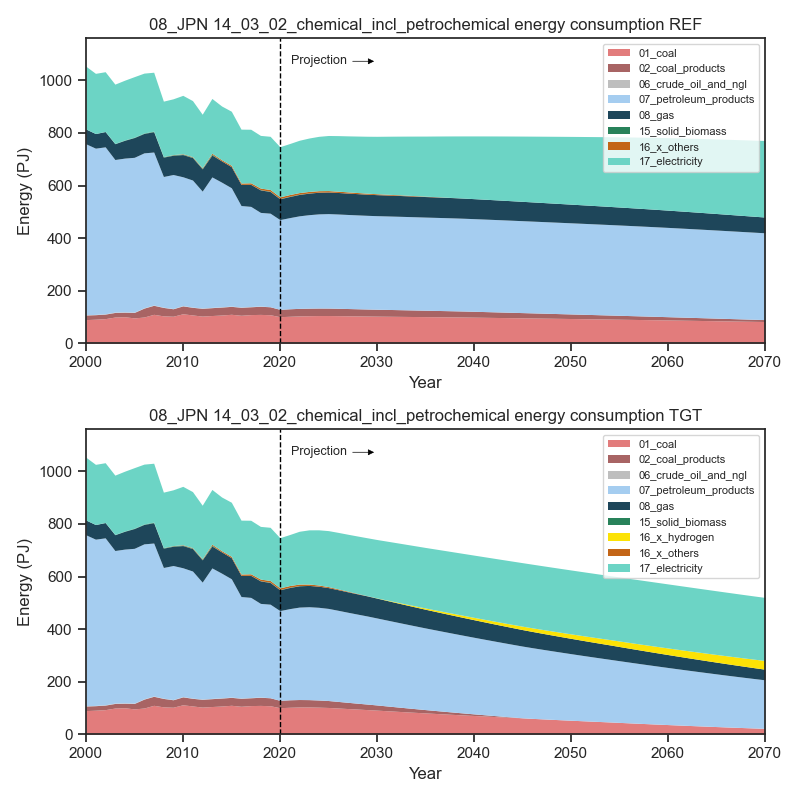 08_JPN 14_03_02_chemical_incl_petrochemical energy consumption REF
Projection
01_coal
02_coal_products
06_crude_oil_and_ngl
07_petroleum_products
08_gas
15_solid_biomass
16_x_others
17_electricity
Energy (PJ)
1000
800
600
400
200
0
2000 2010 2020 2030 2040 2050 2060 2070
Year
08_JPN 14_03_02_chemical_incl_petrochemical energy consumption TGT
Projection
01_coal
02_coal_products
06_crude_oil_and_ngl
07_petroleum_products
08_gas
15_solid_biomass
16_x_hydrogen
16_x_others
17_electricity
Energy (PJ)
1000
800
600
400
200
0
2000 2010 2020 2030 2040 2050 2060 2070
Year